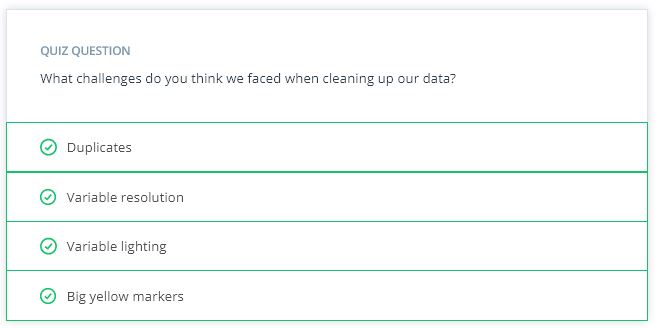 QUIZ QUESTION
What challenges do you think we faced when cleaning up our data?
Duplicates
Variable resolution
Variable lighting
Big yellow markers